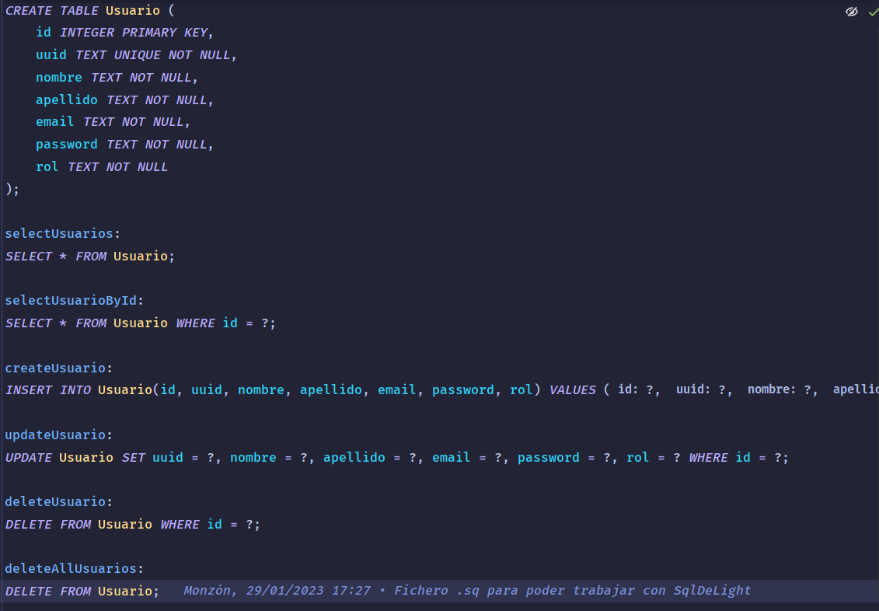 CREATE TABLE Usuario (
    id INTEGER PRIMARY KEY,
    uuid TEXT UNIQUE NOT NULL,
    nombre TEXT NOT NULL,
    apellido TEXT NOT NULL,
    email TEXT NOT NULL,
    password TEXT NOT NULL,
    rol TEXT NOT NULL
);
selectUsuarios:
SELECT * FROM Usuario;
selectUsuarioById:
SELECT * FROM Usuario WHERE id = ?;
createUsuario:
INSERT INTO Usuario(id, uuid, nombre, apellido, email, password, rol) VALUES ( id: ?, uuid: ?, nombre: ?,
updateUsuario:
UPDATE Usuario SET uuid = ?, nombre = ?, apellido = ?, email = ?, password = ?, rol = ? WHERE id = ?;
deleteUsuario:
DELETE FROM Usuario WHERE id = ?;
deleteAllUsuarios:
DELETE FROM Usuario; Monzón, 29/01/2023 17:27 • Fichero .sq para poder trabajar con SqlDeLight